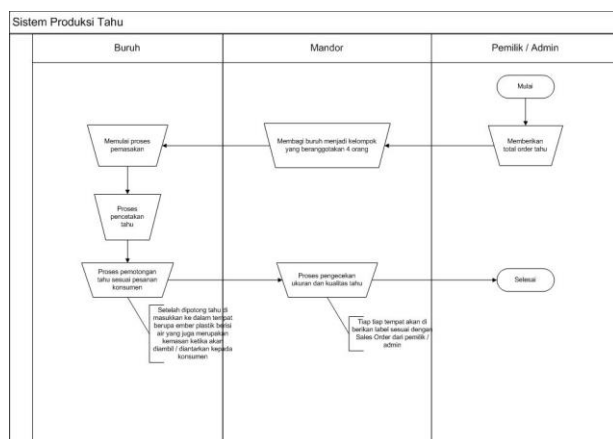 Sistem Produksi Tahu
Buruh
Mandor
Pemilik / Admin
Mulai
Memberikan
total order tahu
Membagi buruh menjadi kelompok
yang beranggotakan 4 orang
Memulai proses
pemasakan
Proses
pencetakan
tahu
Proses pemotongan
tahu sesuai pesanan
konsumen
Setelah dipotong tahu di
masukkan ke dalam tempat
berupa ember plastik berisi
air yang juga merupakan
kemasan ketika akan
diambil / diantarkan kepada
konsumen
Proses pengecekan
ukuran dan kualitas tahu
Tiap tiap tempat akan di
berikan label sesuai dengan
Sales Order dari pemilik /
admin
Selesai